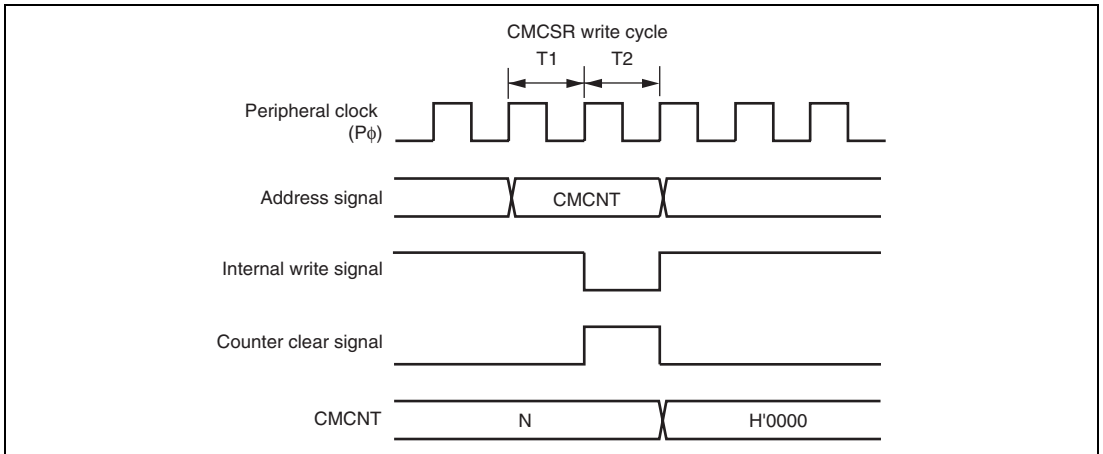 CMCSR write cycle
T1 T2
Peripheral clock
(Pϕ)
Address signal CMCNT
Internal write signal
Counter clear signal
CMCNT N H'0000